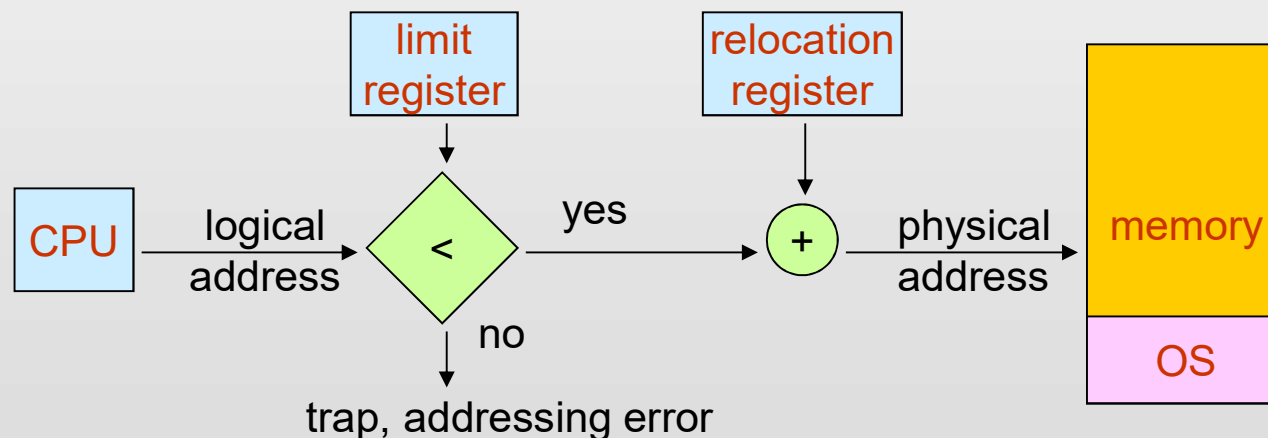 limit
register
relocation
register
CPU
logical
address
<
yes
+
physical
address
memory
no
OS
trap, addressing error